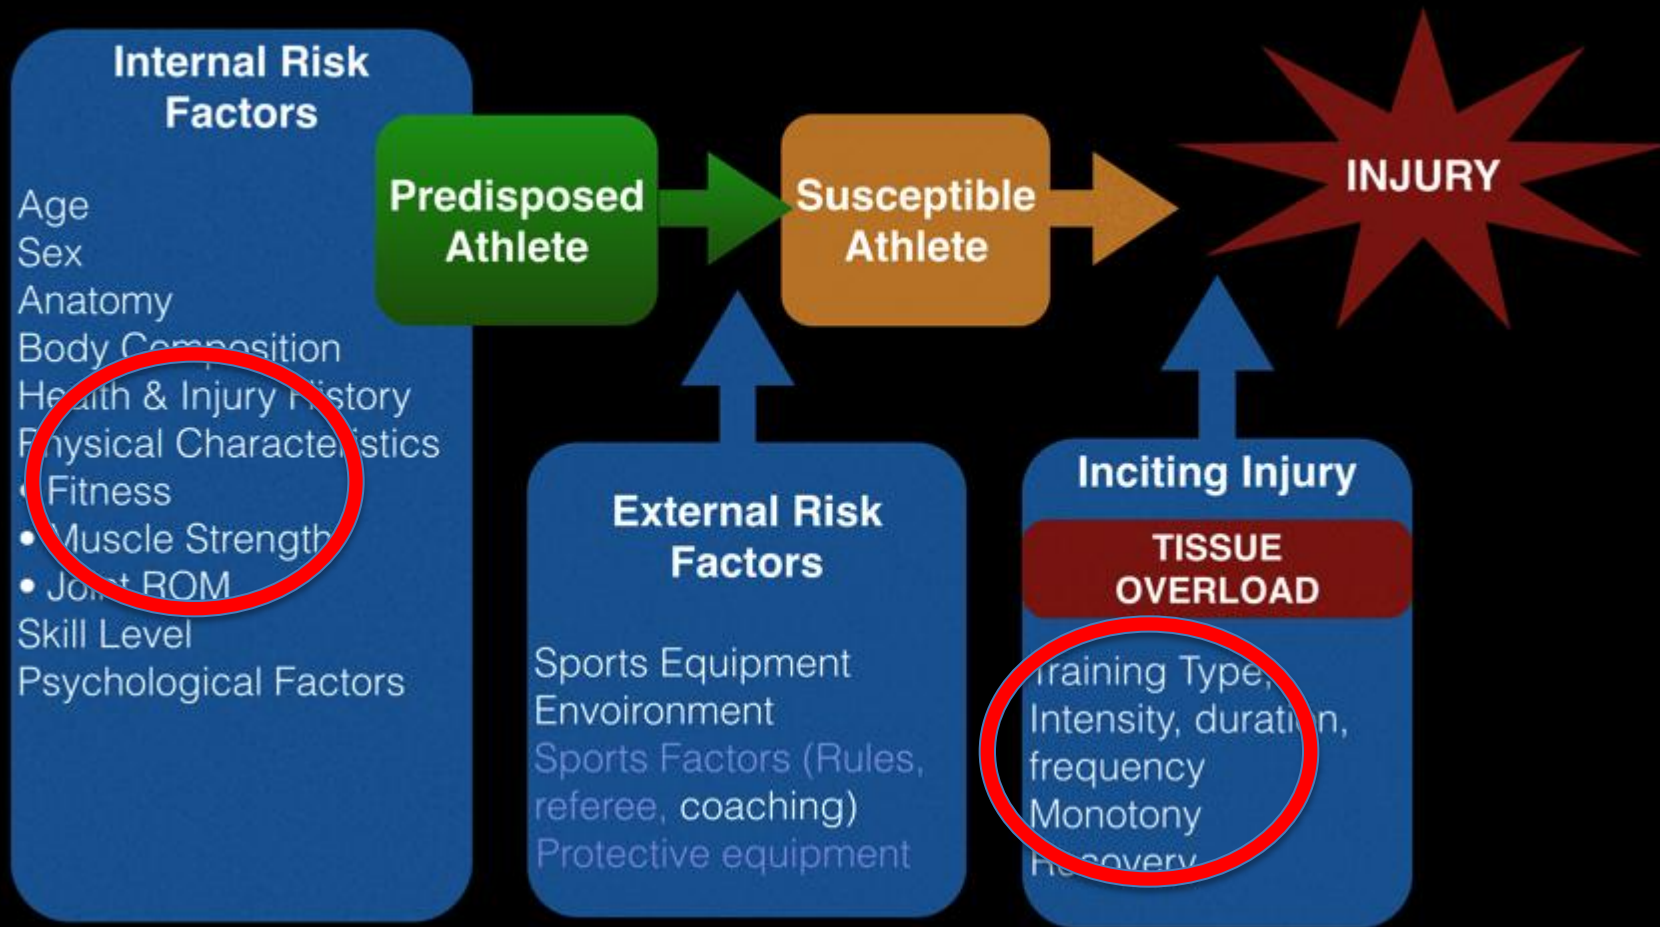 Internal Risk
Factors
Age
Sex
Anatomy
Body Composition
Health & Injury History
Physical Characteristics
• Fitness
• Muscle Strength
• Joint ROM
Skill Level
Psychological Factors
Predisposed
Athlete
Susceptible
Athlete
INJURY
External Risk
Factors
Sports Equipment
Envoironment
Sports Factors (Rules,
referee, coaching)
Protective equipment
Inciting Injury
TISSUE
OVERLOAD
Training Type,
Intensity, duration,
frequency
Monotony
Recovery